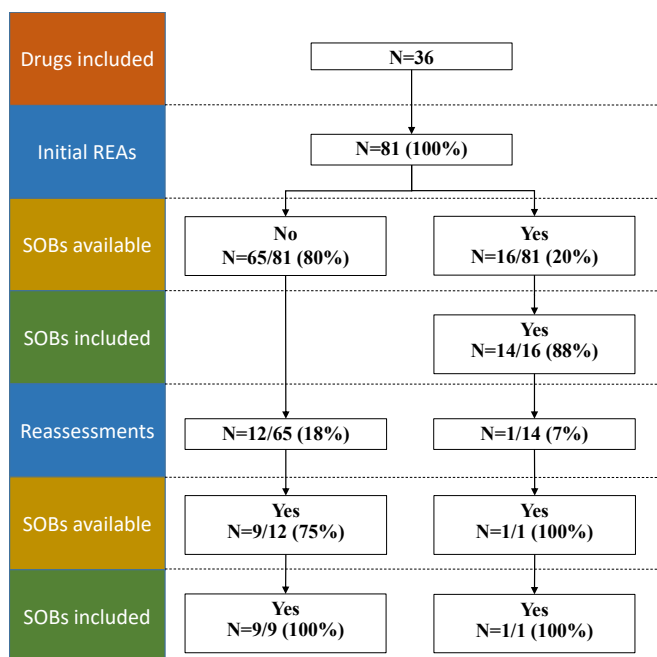 Drugs included
N=36
Initial REAs
N=81 (100%)
SOBs available
No
N=65/81 (80%)
Yes
N=16/81 (20%)
SOBs included
Yes
N=14/16 (88%)
Reassessments
N=12/65 (18%)
N=1/14 (7%)
SOBs available
Yes
N=9/12 (75%)
Yes
N=1/1 (100%)
SOBs included
Yes
N=9/9 (100%)
Yes
N=1/1 (100%)